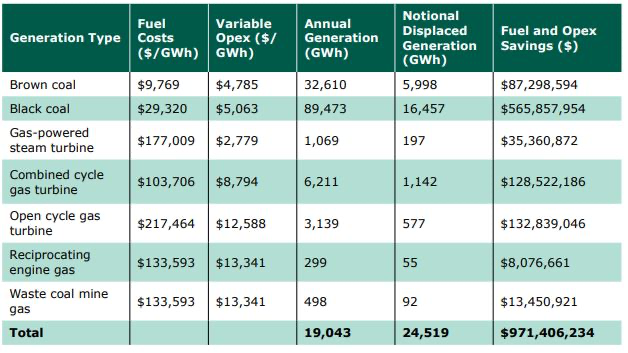 Generation Type | Fuel Costs ($/GWh) | Variable Opex ($/ GWh) | Annual Generation (GWh) | Notional Displaced Generation (GWh) | Fuel and Opex Savings ($)
Brown coal | $9,769 | $4,785 | 32,610 | 5,998 | $87,298,594
Black coal | $29,320 | $5,063 | 89,473 | 16,457 | $565,857,954
Gas-powered steam turbine | $177,009 | $2,779 | 1,069 | 197 | $35,360,872
Combined cycle gas turbine | $103,706 | $8,794 | 6,211 | 1,142 | $128,522,186
Open cycle gas turbine | $217,464 | $12,588 | 3,139 | 577 | $132,839,046
Reciprocating engine gas | $133,593 | $13,341 | 299 | 55 | $8,076,661
Waste coal mine gas | $133,593 | $13,341 | 498 | 92 | $13,450,921
Total | | | 19,043 | 24,519 | $971,406,234